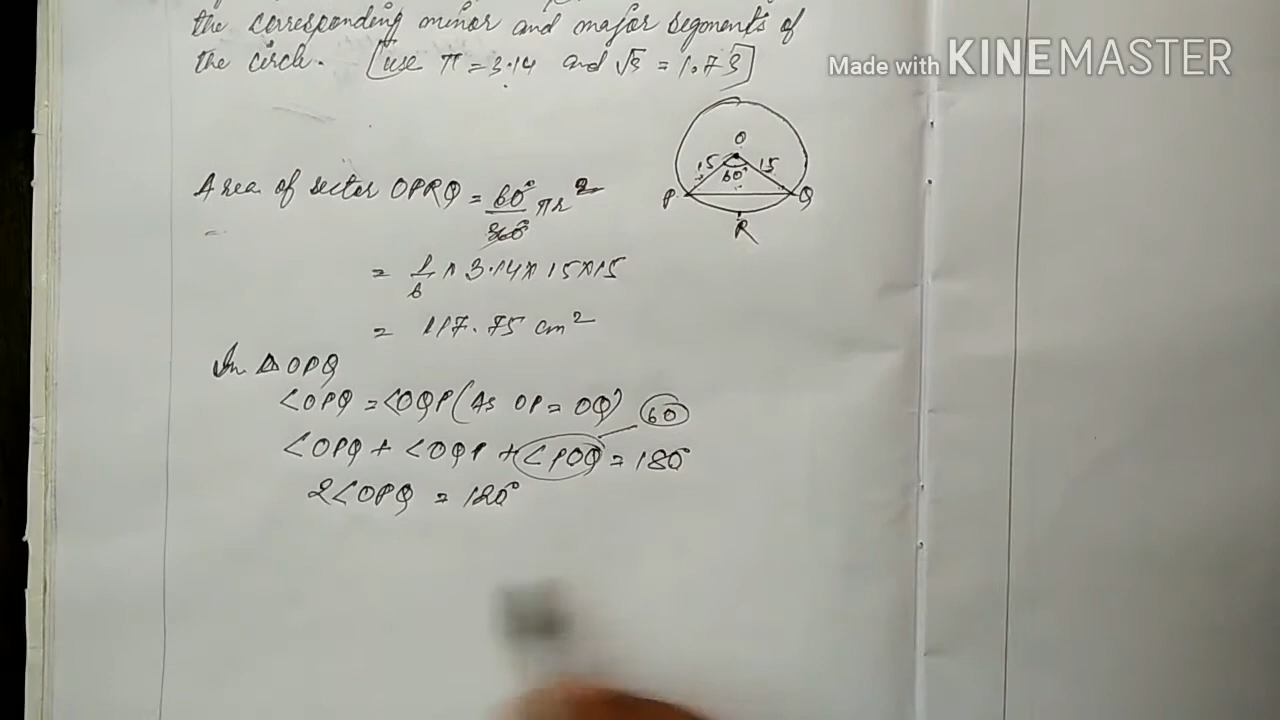 the corresponding minor and major segments of
the circle. [use π = 3.14 and √3 = 1.73]
Made with KINEMASTER
O
15 15
60°
P Q
R
Area of sector OPRQ = 60°/360° πr²
= 1/6 × 3.14 × 15 × 15
= 117.75 cm²
In △OPQ
∠OPQ = ∠OQP (As OP = OQ) 60
∠OPQ + ∠OQP + ∠POQ = 180°
2∠OPQ = 120°